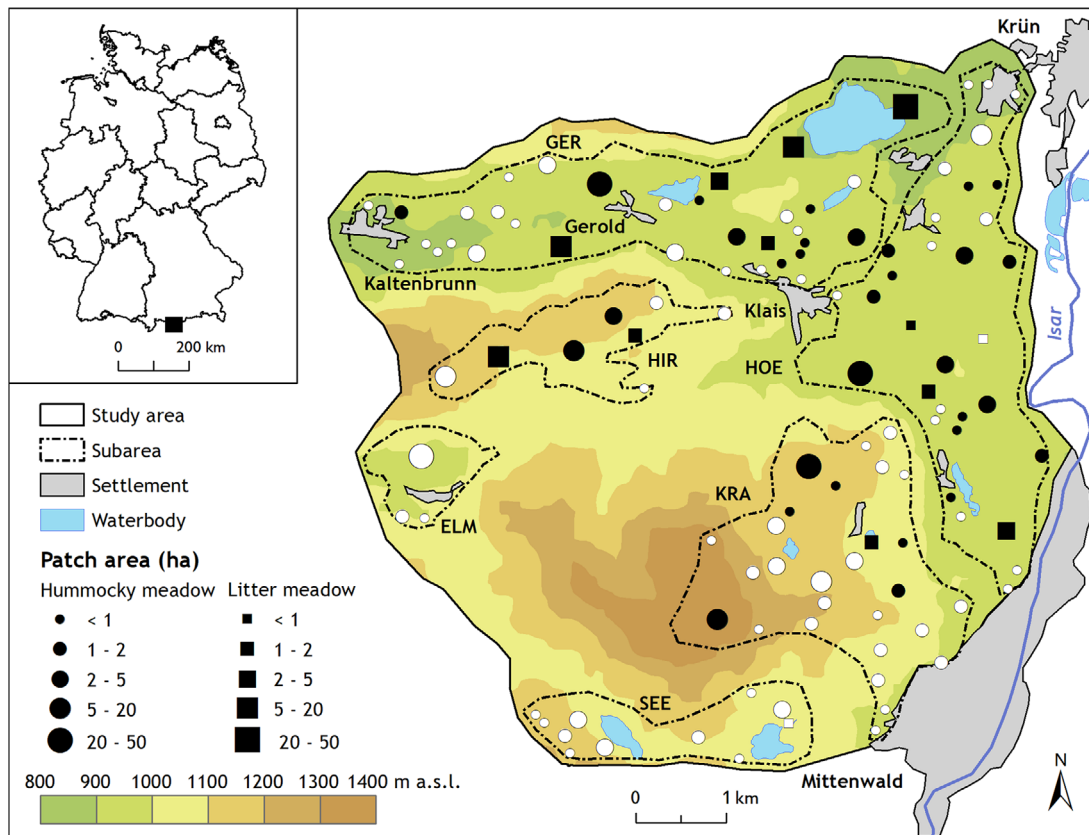 Krün
GER
Gerold
Kaltenbrunn
Klais
Isar
HIR
HOE
KRA
ELM
SEE
Mittenwald
0 200 km
Study area
Subarea
Settlement
Waterbody
Patch area (ha)
Hummocky meadow Litter meadow
< 1 < 1
1 - 2 1 - 2
2 - 5 2 - 5
5 - 20 5 - 20
20 - 50 20 - 50
800 900 1000 1100 1200 1300 1400 m a.s.l.
0 1 km
N